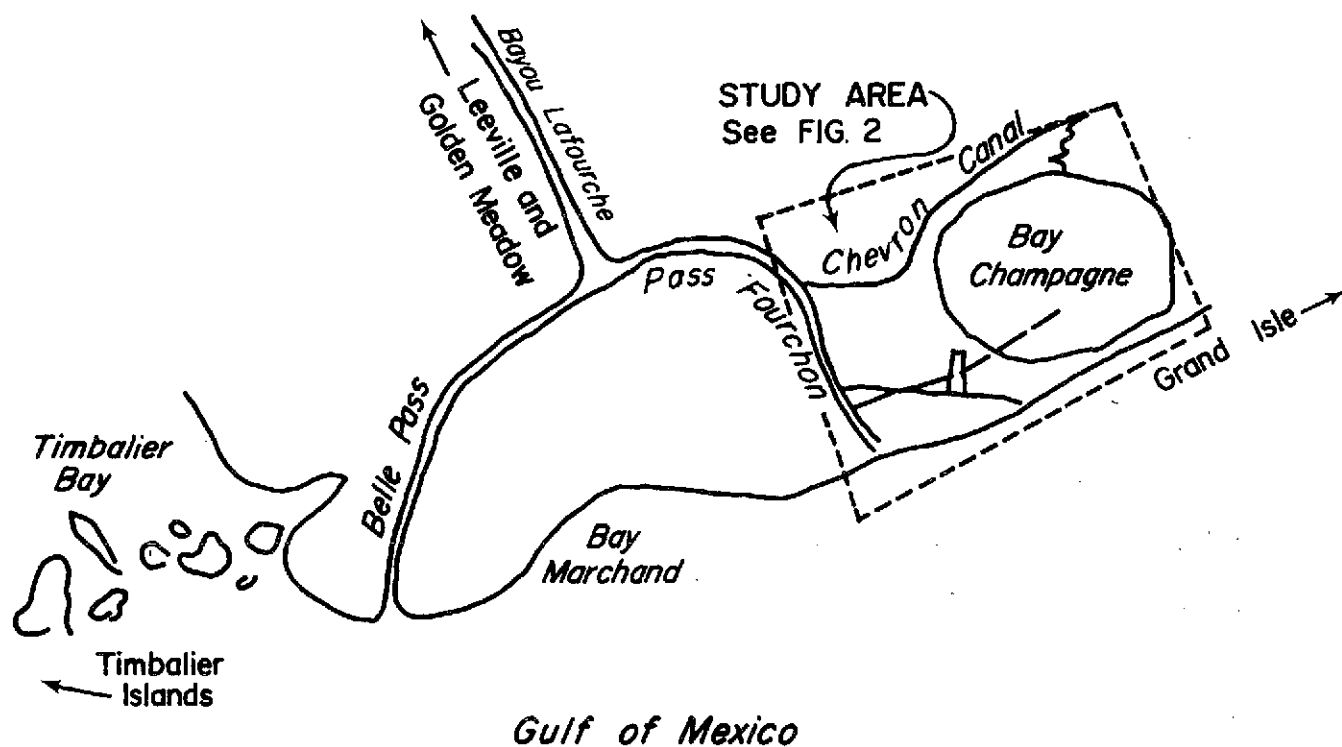 Bayou Lafourche
Leeville and
Golden Meadow
STUDY AREA
See FIG. 2
Chevron Canal
Bay
Champagne
Pass Fourchon
Grand Isle
Belle Pass
Timbalier
Bay
Bay
Marchand
Timbalier
Islands
Gulf of Mexico